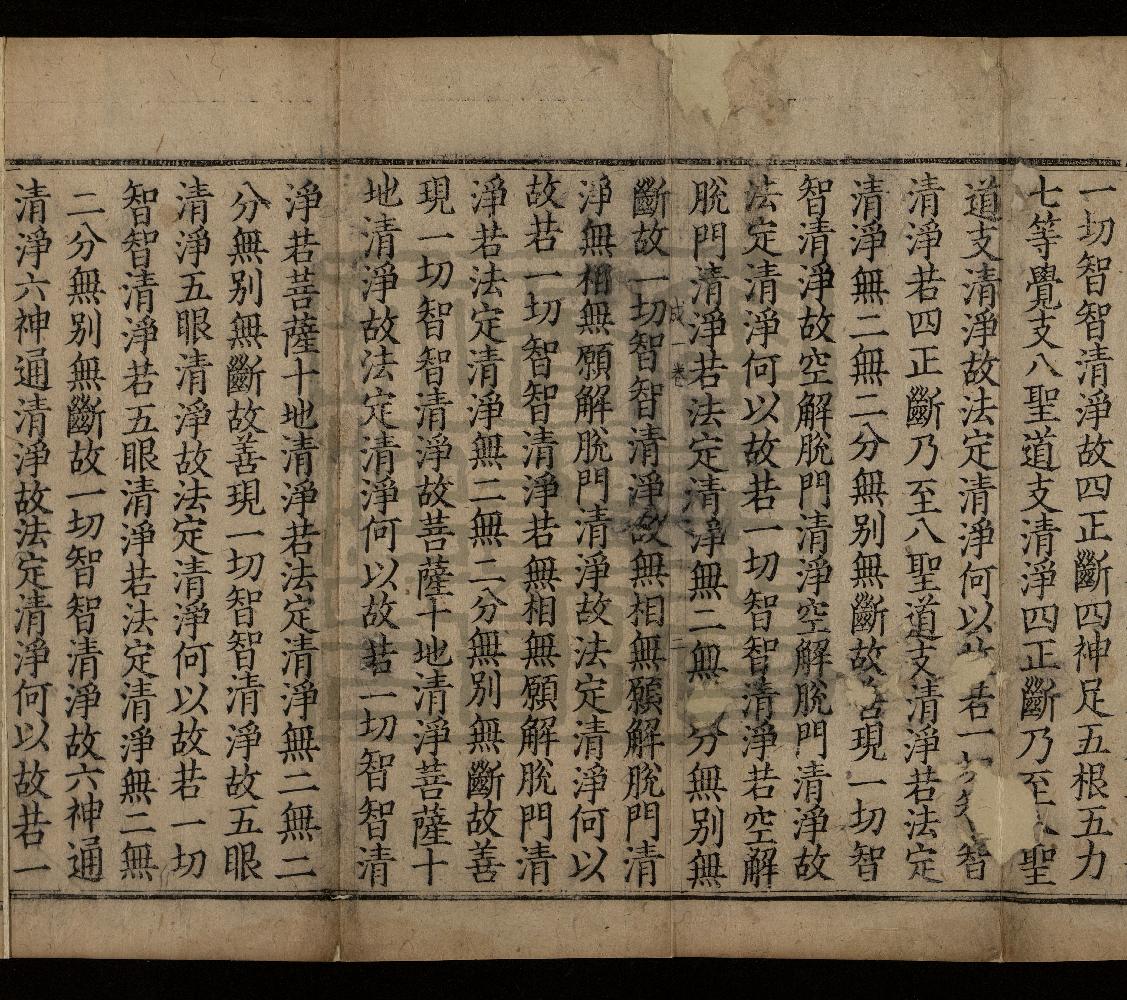 一切智智清淨故四正斷四神足五根五力
七等覺支八聖道支清淨四正斷乃至八聖
道支清淨故法定清淨何以故若一切智智
清淨若四正斷乃至八聖道支清淨若法定
清淨無二無二分無别無斷故善現一切智
智清淨故空解脫門清淨空解脫門清淨故
法定清淨何以故若一切智智清淨若空解
脫門清淨若法定清淨無二無分無别無
一卷 二
斷故一切智智清淨故無相無願解脫門清
淨無相無願解脫門清淨故法定清淨何以
故若一切智智清淨若無相無願解脫門清
淨若法定清淨無二無二分無别無斷故善
現一切智智清淨故菩薩十地清淨菩薩十
地清淨故法定清淨何以故若一切智智清
淨若菩薩十地清淨若法定清淨無二無二
分無别無斷故善現一切智智清淨故五眼
清淨五眼清淨故法定清淨何以故若一切
智智清淨若五眼清淨若法定清淨無二無
二分無别無斷故一切智智清淨故六神通
清淨六神通清淨故法定清淨何以故若一